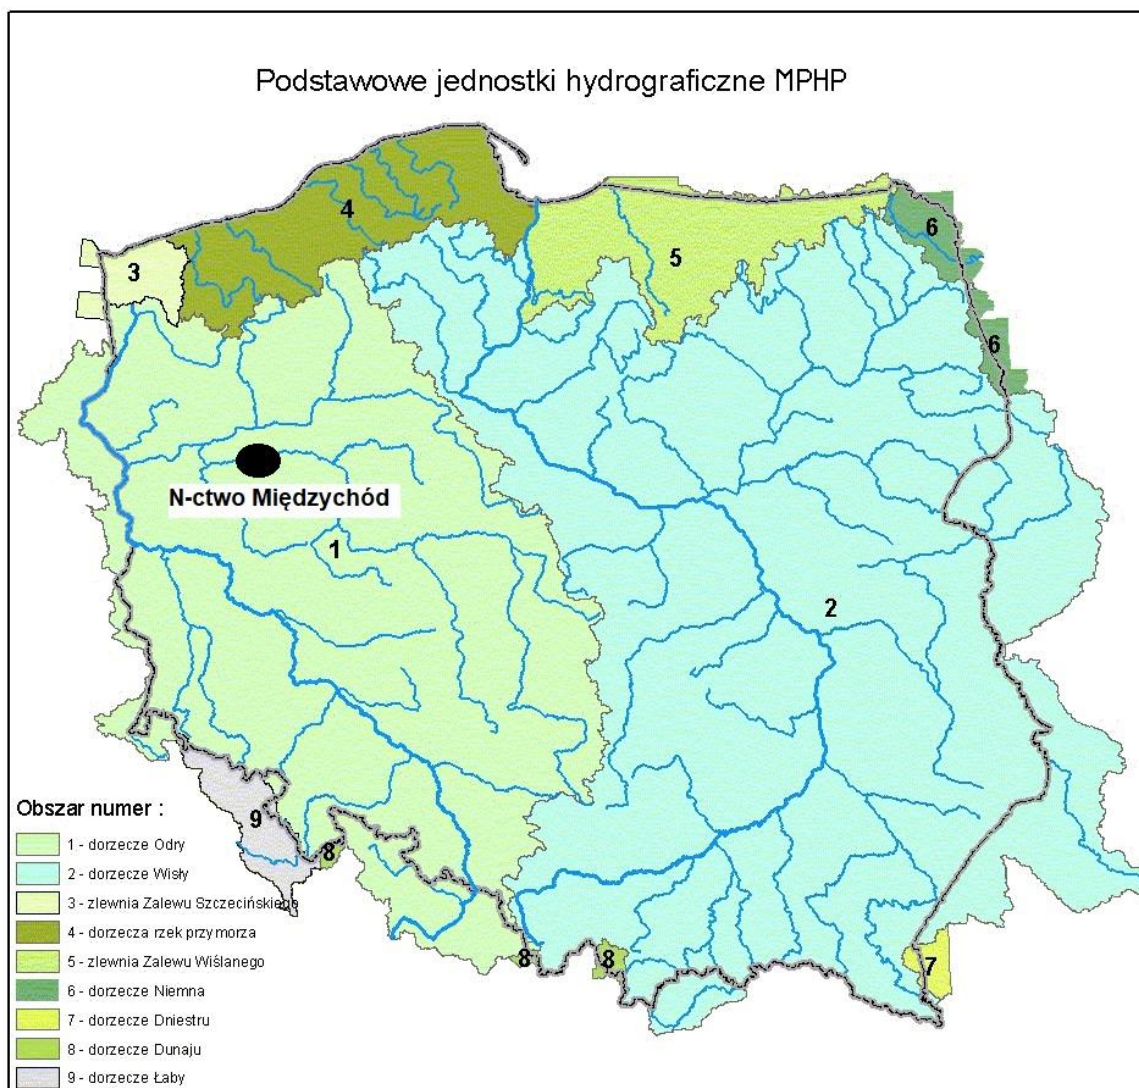 Podstawowe jednostki hydrograficzne MPHP
4
6
3
5
6
N-ctwo Międzychód
1
2
Obszar numer :
9
8
8
8
7
1 - dorzecze Odry
2 - dorzecze Wisły
3 - zlewnia Zalewu Szczecińskiego
4 - dorzecza rzek przymorza
5 - zlewnia Zalewu Wiślanego
6 - dorzecze Niemna
7 - dorzecze Dniestru
8 - dorzecze Dunaju
9 - dorzecze Łaby